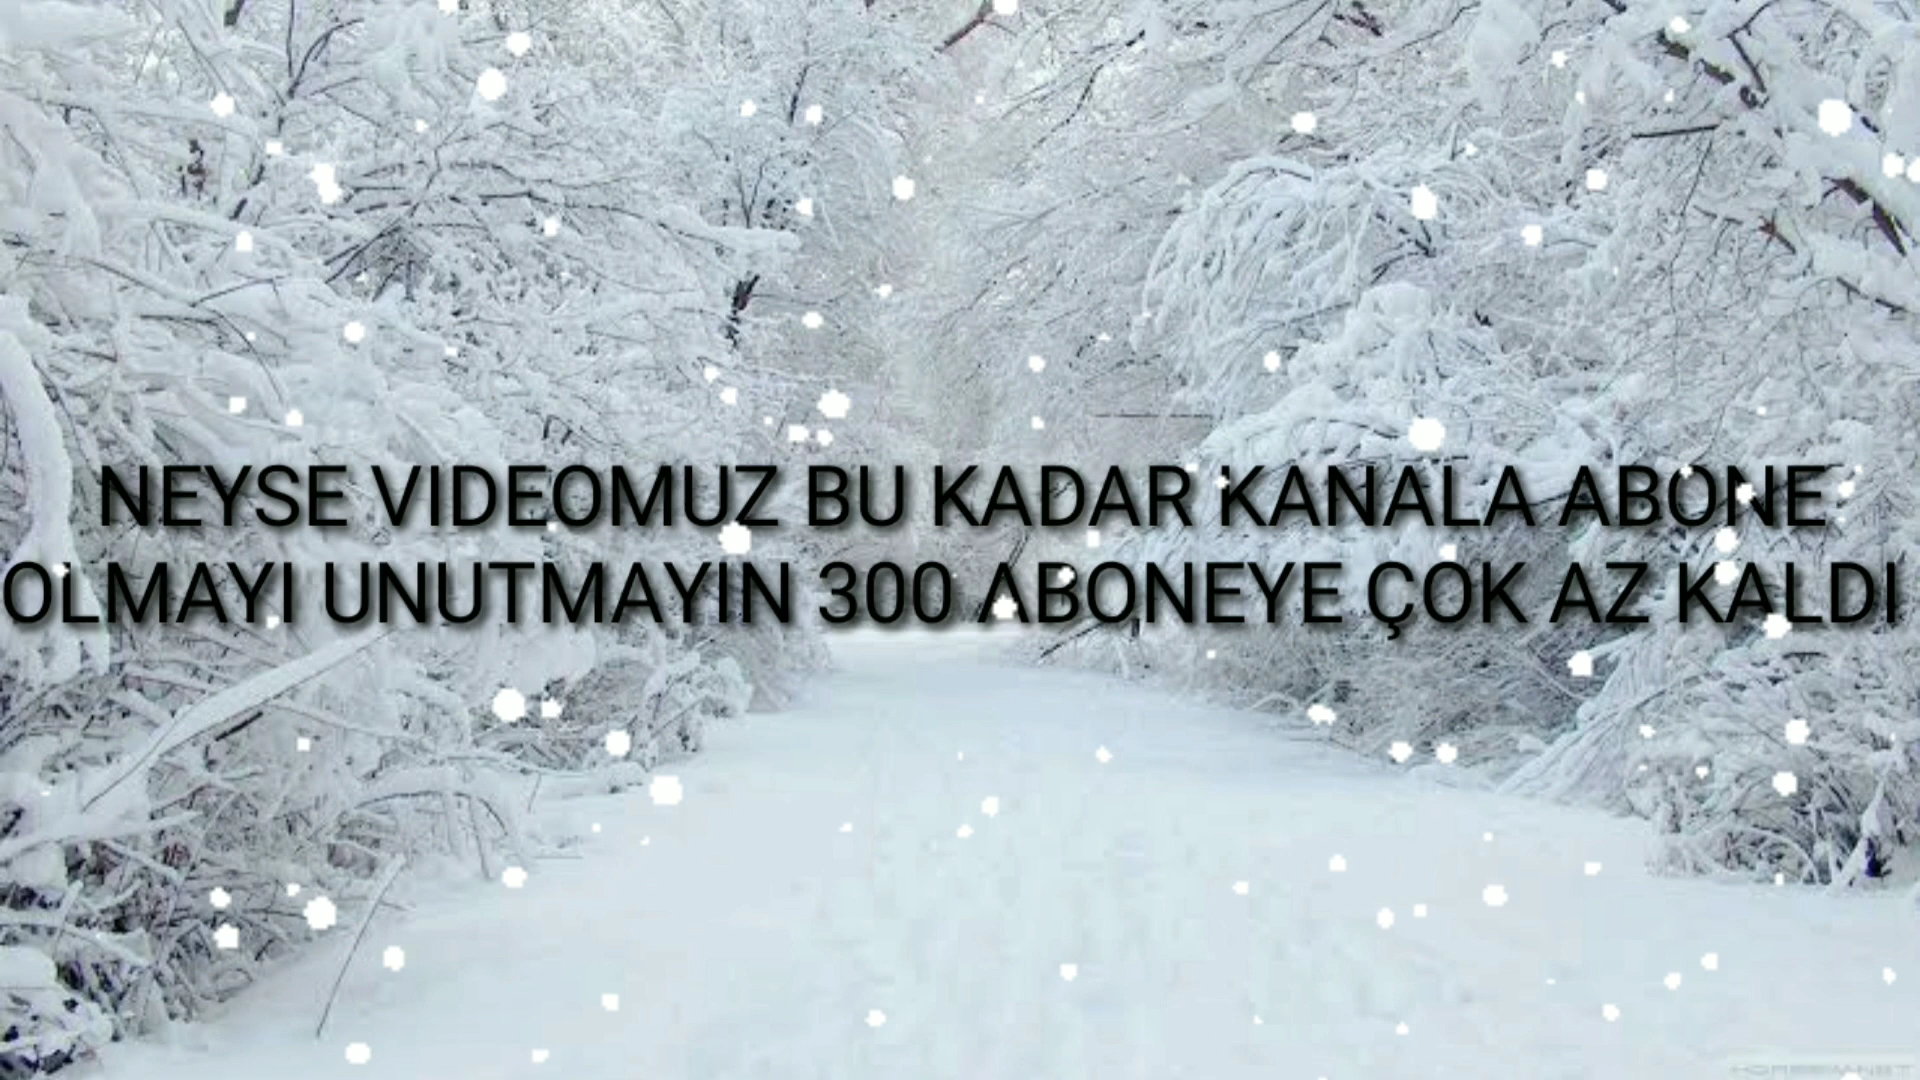 NEYSE VIDEOMUZ BU KADAR KANALA ABONE
OLMAYI UNUTMAYIN 300 ABONEYE ÇOK AZ KALDI